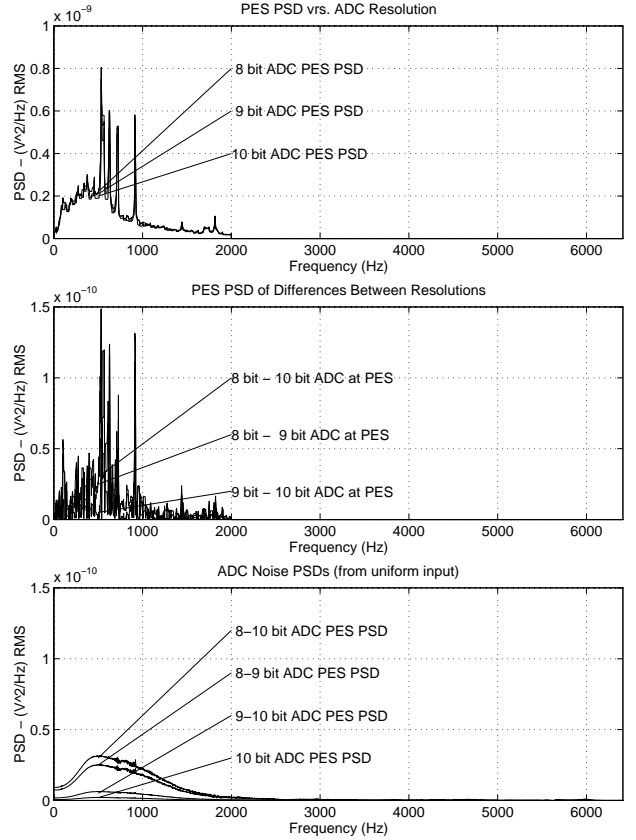 PES PSD vrs. ADC Resolution
x 10^-9
1
0.8
0.6
0.4
0.2
0
PSD – (V^2/Hz) RMS
8 bit ADC PES PSD
9 bit ADC PES PSD
10 bit ADC PES PSD
0 1000 2000 3000 4000 5000 6000
Frequency (Hz)
PES PSD of Differences Between Resolutions
x 10^-10
1.5
1
0.5
0
PSD – (V^2/Hz) RMS
8 bit – 10 bit ADC at PES
8 bit – 9 bit ADC at PES
9 bit – 10 bit ADC at PES
0 1000 2000 3000 4000 5000 6000
Frequency (Hz)
ADC Noise PSDs (from uniform input)
x 10^-10
1.5
1
0.5
0
PSD – (V^2/Hz) RMS
8–10 bit ADC PES PSD
8–9 bit ADC PES PSD
9–10 bit ADC PES PSD
10 bit ADC PES PSD
0 1000 2000 3000 4000 5000 6000
Frequency (Hz)